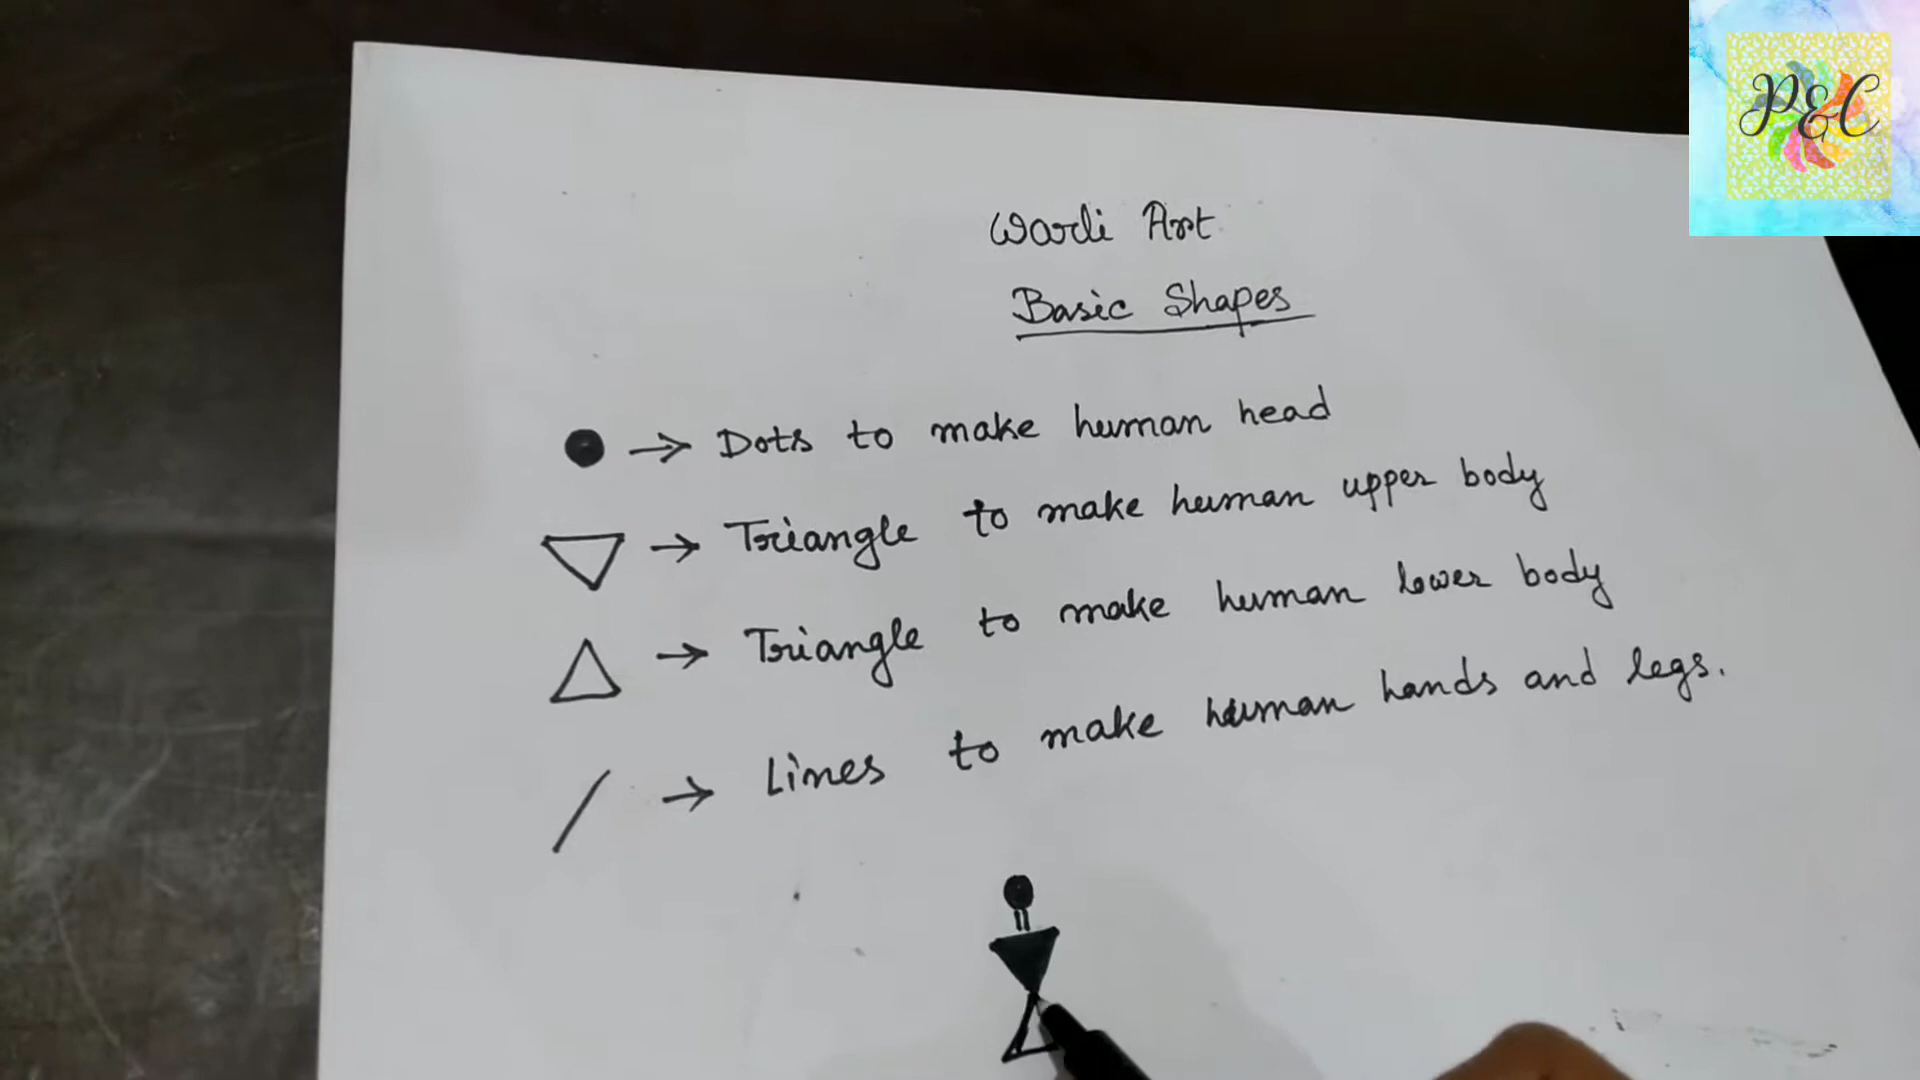 P&C
Warli Art
Basic Shapes
→ Dots to make human head
→ Triangle to make human upper body
→ Triangle to make human lower body
→ Lines to make human hands and legs.